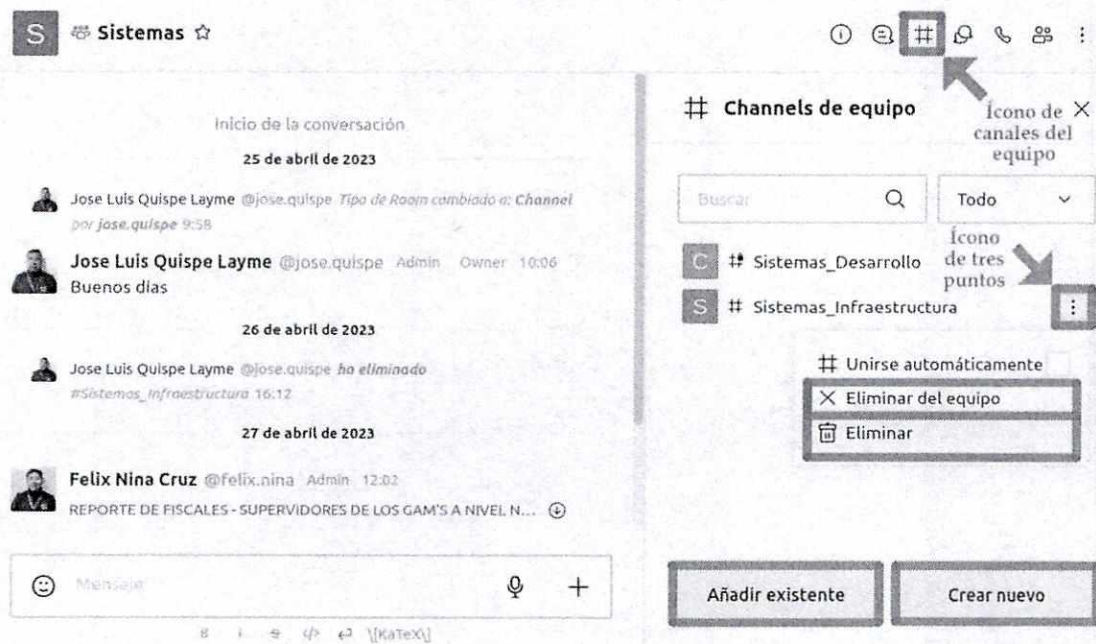 S Sistemas
Inicio de la conversación
25 de abril de 2023
Jose Luis Quispe Layme @jose.quispe Tipo de Room cambiado a: Channel
por jose.quispe 9:58
Jose Luis Quispe Layme @jose.quispe Admin Owner 10:06
Buenos días
26 de abril de 2023
Jose Luis Quispe Layme @jose.quispe ha eliminado
#Sistemas_Infraestructura 16:12
27 de abril de 2023
Felix Nina Cruz @felix.nina Admin 12:02
REPORTE DE FISCALES - SUPERVIDORES DE LOS GAM'S A NIVEL N...
Mensaje
B i S </> \[KaTeX\]
# Channels de equipo
Ícono de
canales del
equipo
Buscar
Todo
Ícono
de tres
puntos
C Sistemas_Desarrollo
S # Sistemas_Infraestructura
# Unirse automáticamente
Eliminar del equipo
Eliminar
Añadir existente
Crear nuevo